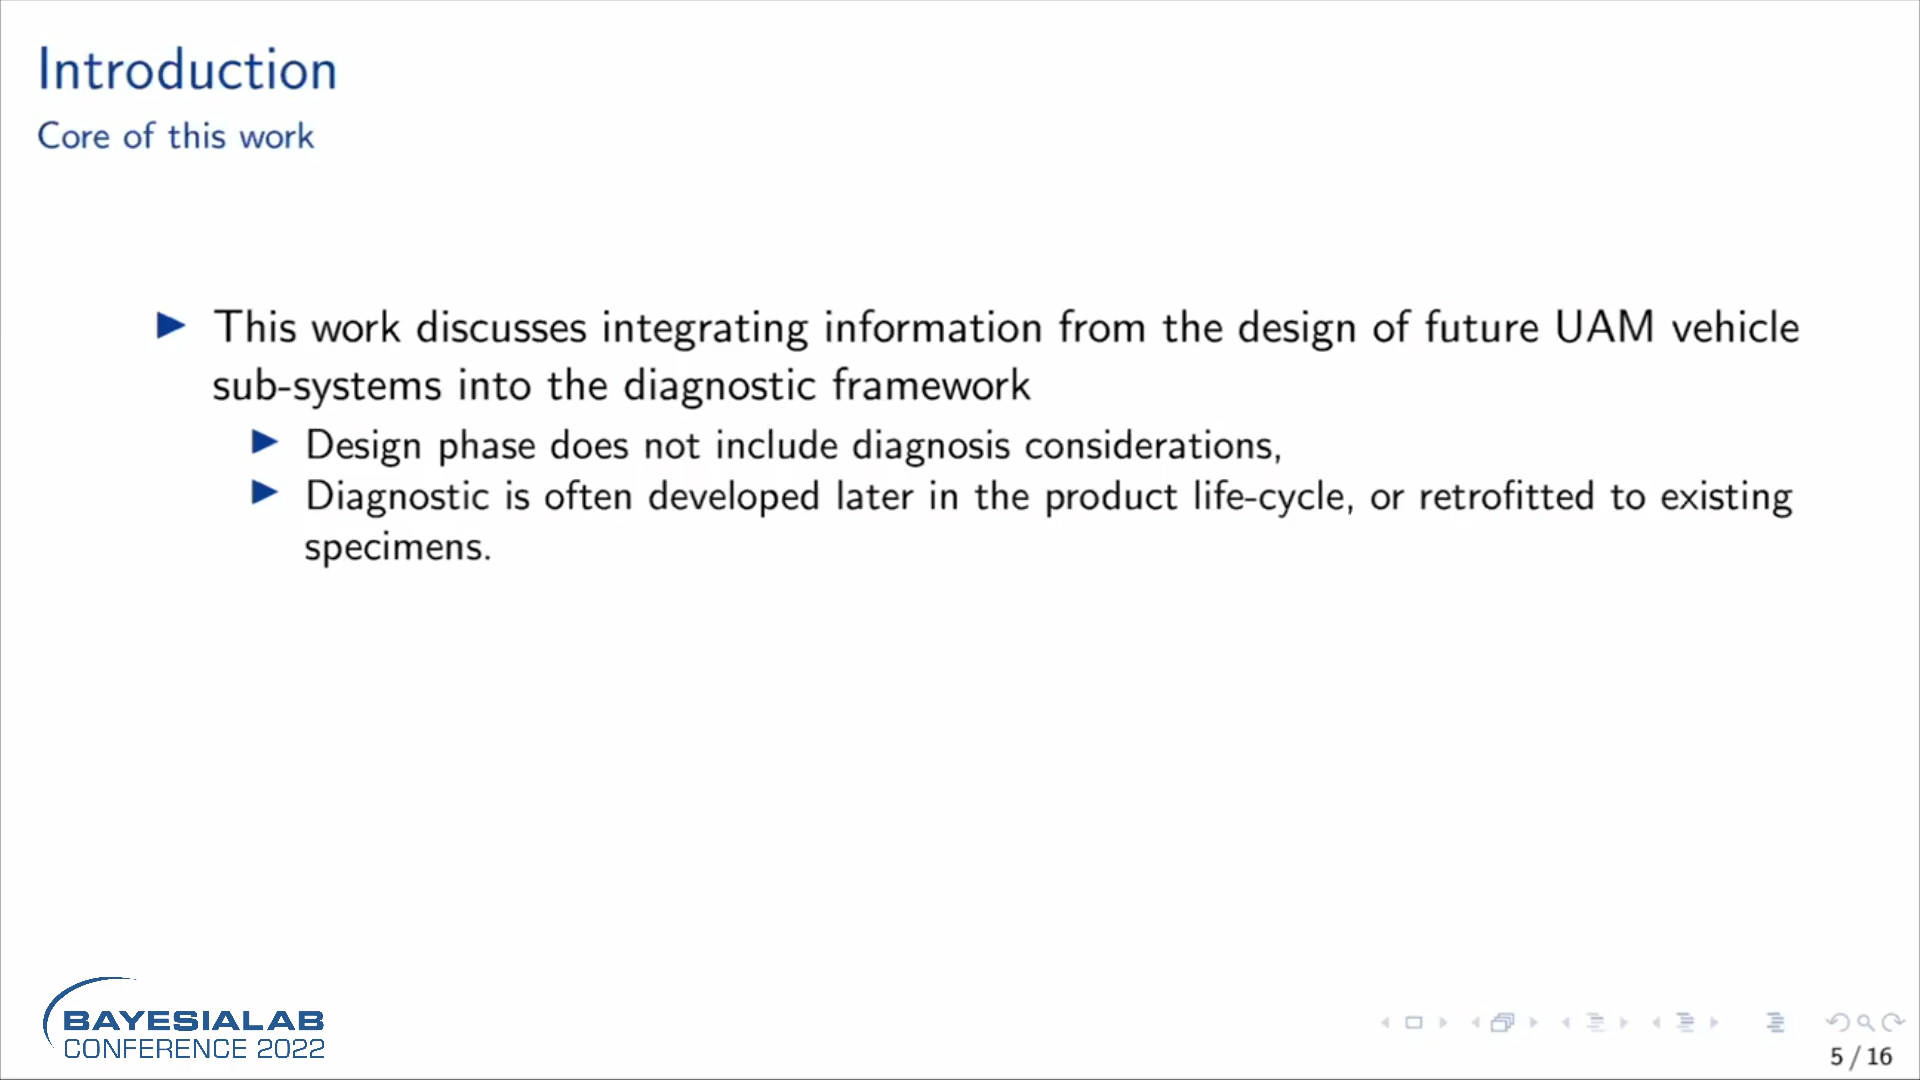 Introduction
Core of this work
This work discusses integrating information from the design of future UAM vehicle
sub-systems into the diagnostic framework
Design phase does not include diagnosis considerations,
Diagnostic is often developed later in the product life-cycle, or retrofitted to existing
specimens.
BAYESIALAB
CONFERENCE 2022
5 / 16